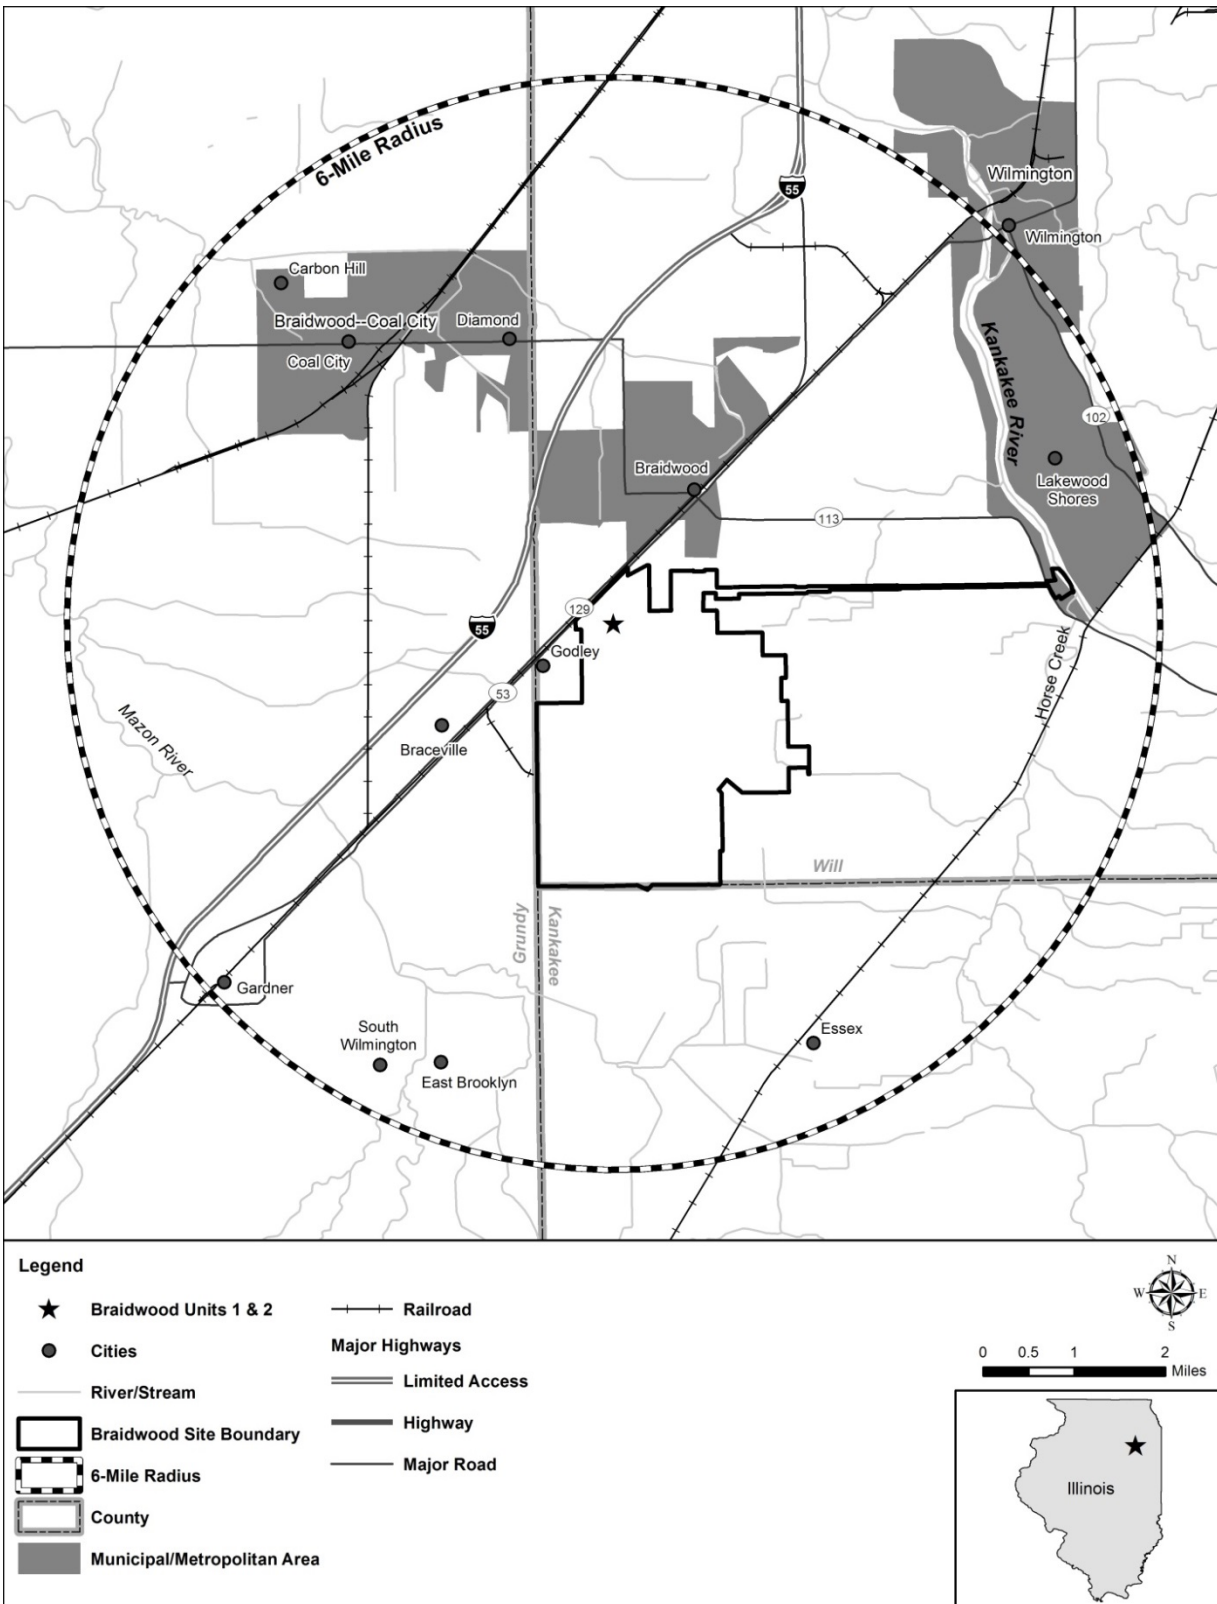 6-Mile Radius
55
Wilmington
Wilmington
Carbon Hill
Braidwood--Coal City
Diamond
Coal City
Kankakee River
102
Braidwood
Lakewood
Shores
113
129
55
Godley
53
Horse Creek
Mazon River
Braceville
Will
Grundy
Kankakee
Gardner
South
Wilmington
East Brooklyn
Essex
Legend
Braidwood Units 1 & 2
Cities
River/Stream
Braidwood Site Boundary
6-Mile Radius
County
Municipal/Metropolitan Area
Railroad
Major Highways
Limited Access
Highway
Major Road
N
W
E
S
0 0.5 1 2
Miles
Illinois